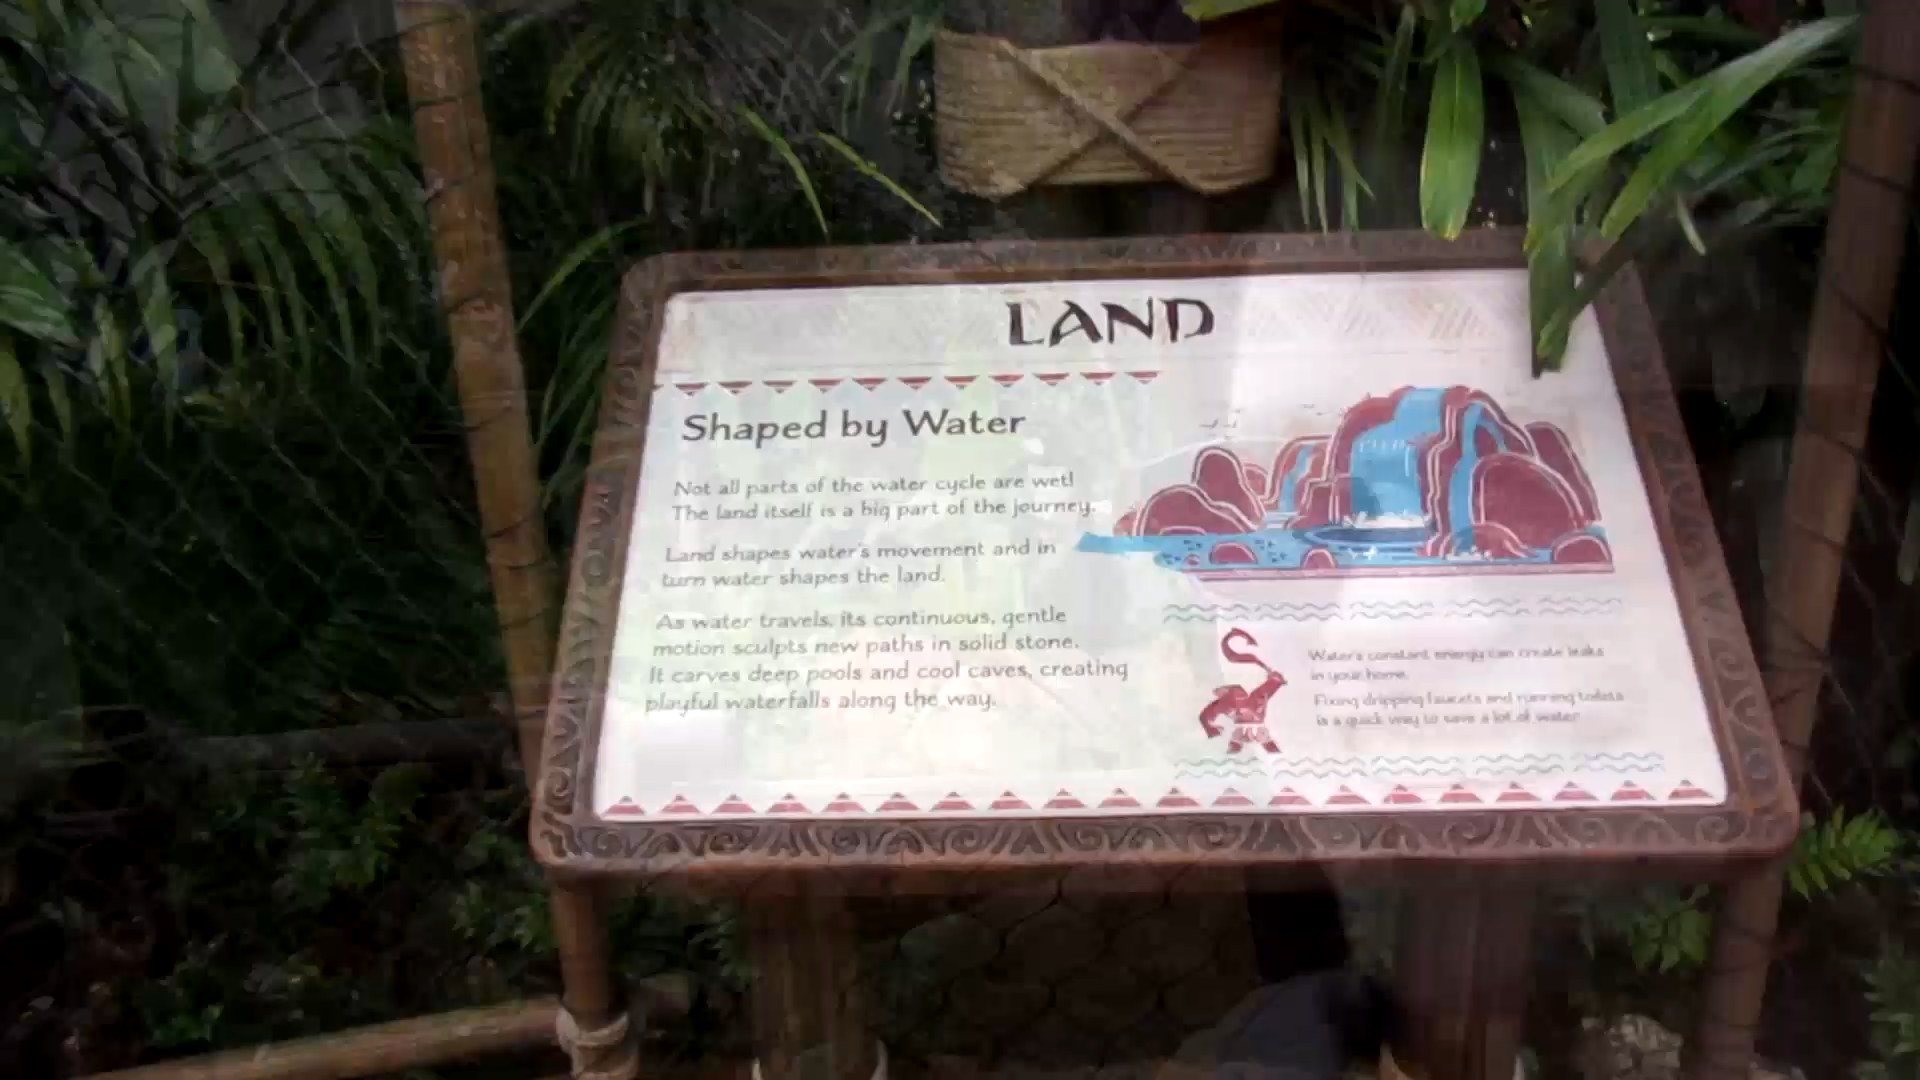 LAND
Shaped by Water
Not all parts of the water cycle are wet!
The land itself is a big part of the journey.
Land shapes water's movement and in
turn water shapes the land.
As water travels, its continuous, gentle
motion sculpts new paths in solid stone.
It carves deep pools and cool caves, creating
playful waterfalls along the way.
Water's constant energy can create leaks
in your home.
Fixing dripping faucets and running toilets
is a quick way to save a lot of water.